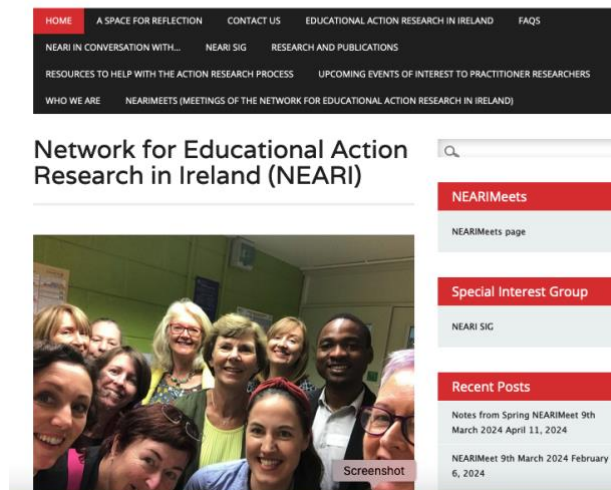 HOME A SPACE FOR REFLECTION CONTACT US EDUCATIONAL ACTION RESEARCH IN IRELAND FAQS
NEARI IN CONVERSATION WITH... NEARI SIG RESEARCH AND PUBLICATIONS
RESOURCES TO HELP WITH THE ACTION RESEARCH PROCESS UPCOMING EVENTS OF INTEREST TO PRACTITIONER RESEARCHERS
WHO WE ARE NEARIMEETS (MEETINGS OF THE NETWORK FOR EDUCATIONAL ACTION RESEARCH IN IRELAND)
Network for Educational Action
Research in Ireland (NEARI)
NEARIMeets
NEARIMeets page
Special Interest Group
NEARI SIG
Recent Posts
Notes from Spring NEARIMeet 9th
March 2024 April 11, 2024
NEARIMeet 9th March 2024 February
6, 2024
Screenshot